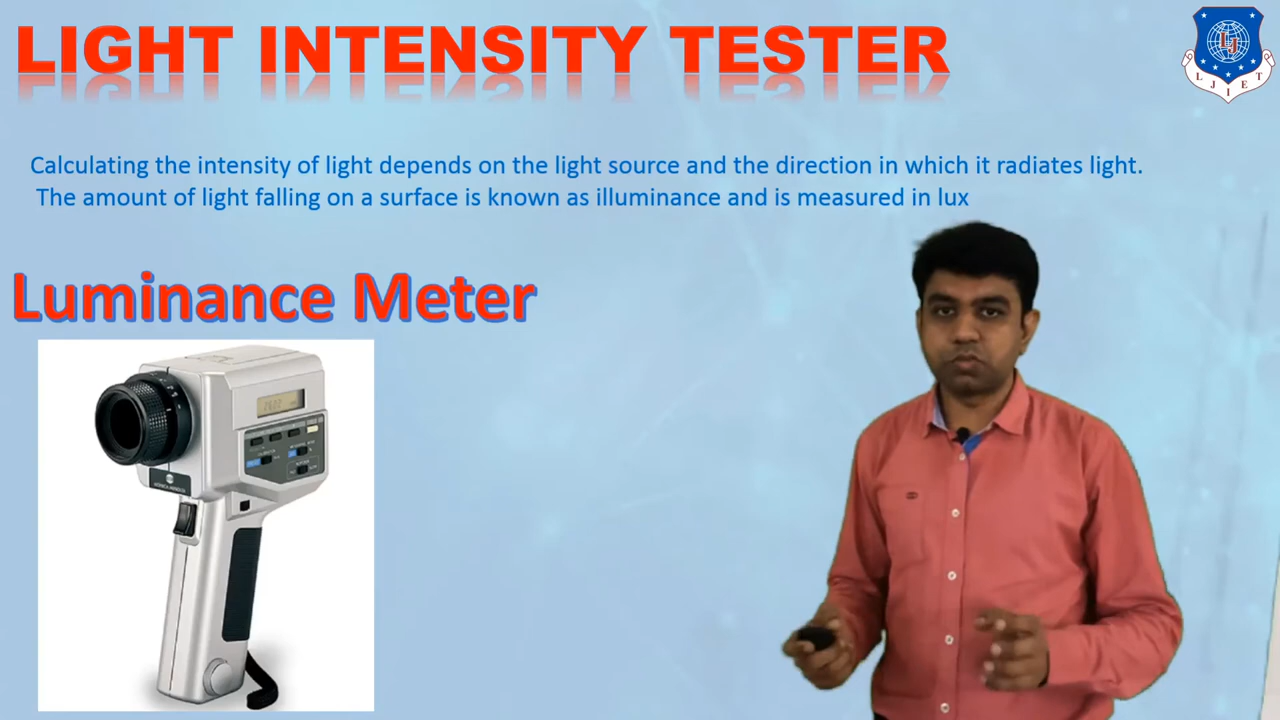 LIGHT INTENSITY TESTER
L J I E T
Calculating the intensity of light depends on the light source and the direction in which it radiates light.
The amount of light falling on a surface is known as illuminance and is measured in lux
Luminance Meter
KONICA MINOLTA